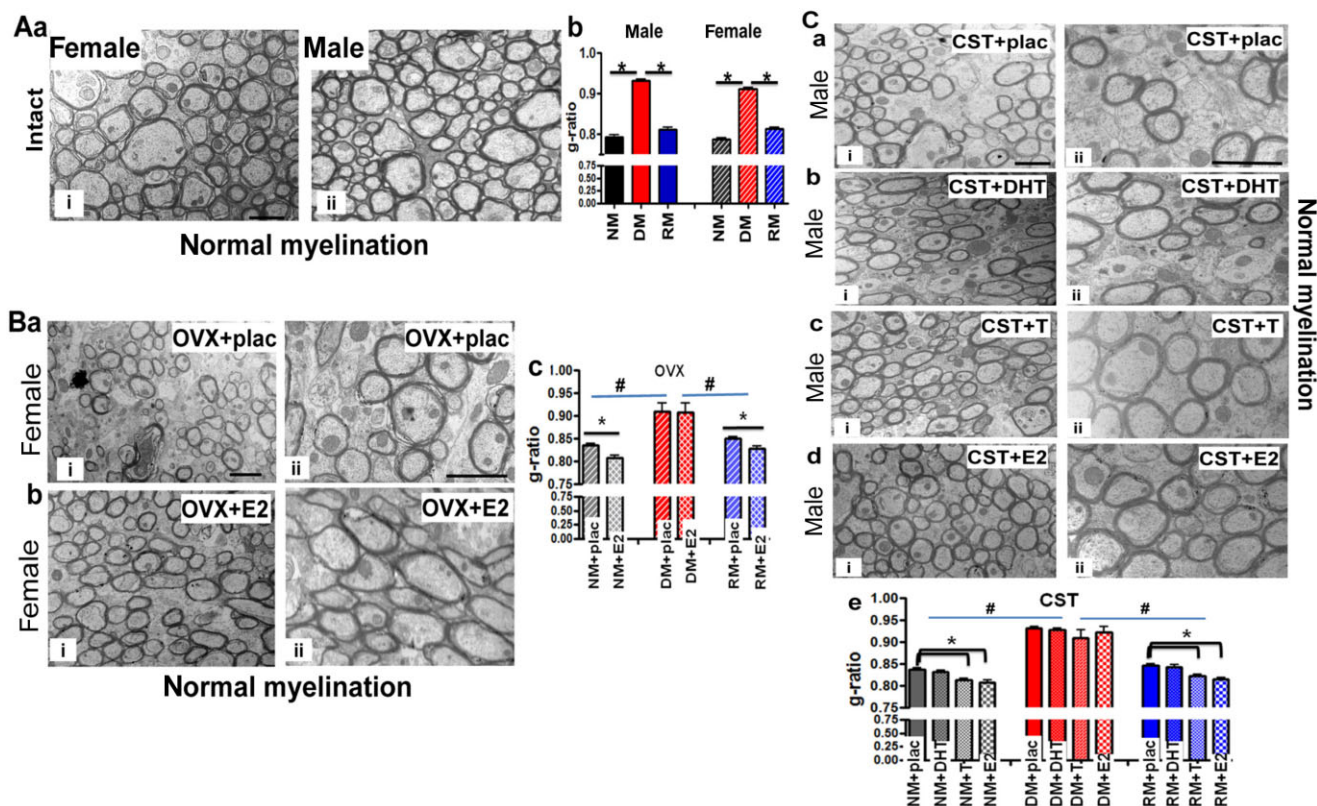 Aa
Female
Male
Intact
i
ii
Normal myelination
b
Male
Female
1.0
0.9
0.8
0.75
0.50
0.25
0.00
g-ratio
* * * *
NM DM RM NM DM RM
Ba
OVX+plac
OVX+plac
Female
i
ii
b
OVX+E2
OVX+E2
Female
i
ii
Normal myelination
c
OVX
1.00
0.95
0.90
0.85
0.80
0.75
0.75
0.50
0.25
0.00
g-ratio
# #
* *
NM+plac NM+E2 DM+plac DM+E2 RM+plac RM+E2
C
a
CST+plac
CST+plac
Male
i
ii
b
CST+DHT
CST+DHT
Male
i
ii
c
CST+T
CST+T
Male
i
ii
d
CST+E2
CST+E2
Male
i
ii
Normal myelination
e
CST
1.00
0.95
0.90
0.85
0.80
0.75
0.75
0.50
0.25
0.00
g-ratio
# #
* *
NM+plac NM+DHT NM+T NM+E2 DM+plac DM+DHT DM+T DM+E2 RM+plac RM+DHT RM+T RM+E2